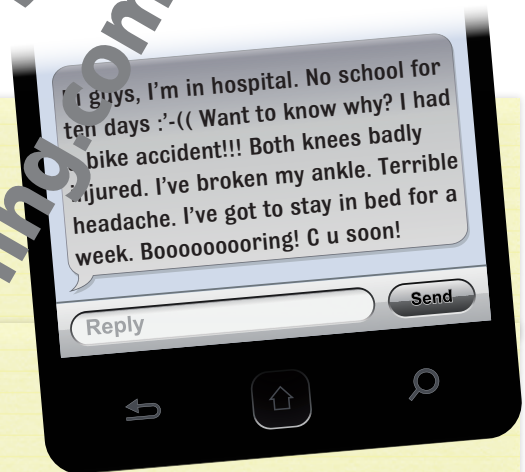 guys, I'm in hospital. No school for
ten days :'-(( Want to know why? I had
bike accident!!! Both knees badly
injured. I've broken my ankle. Terrible
headache. I've got to stay in bed for a
week. Booooooooring! C u soon!
Reply
Send